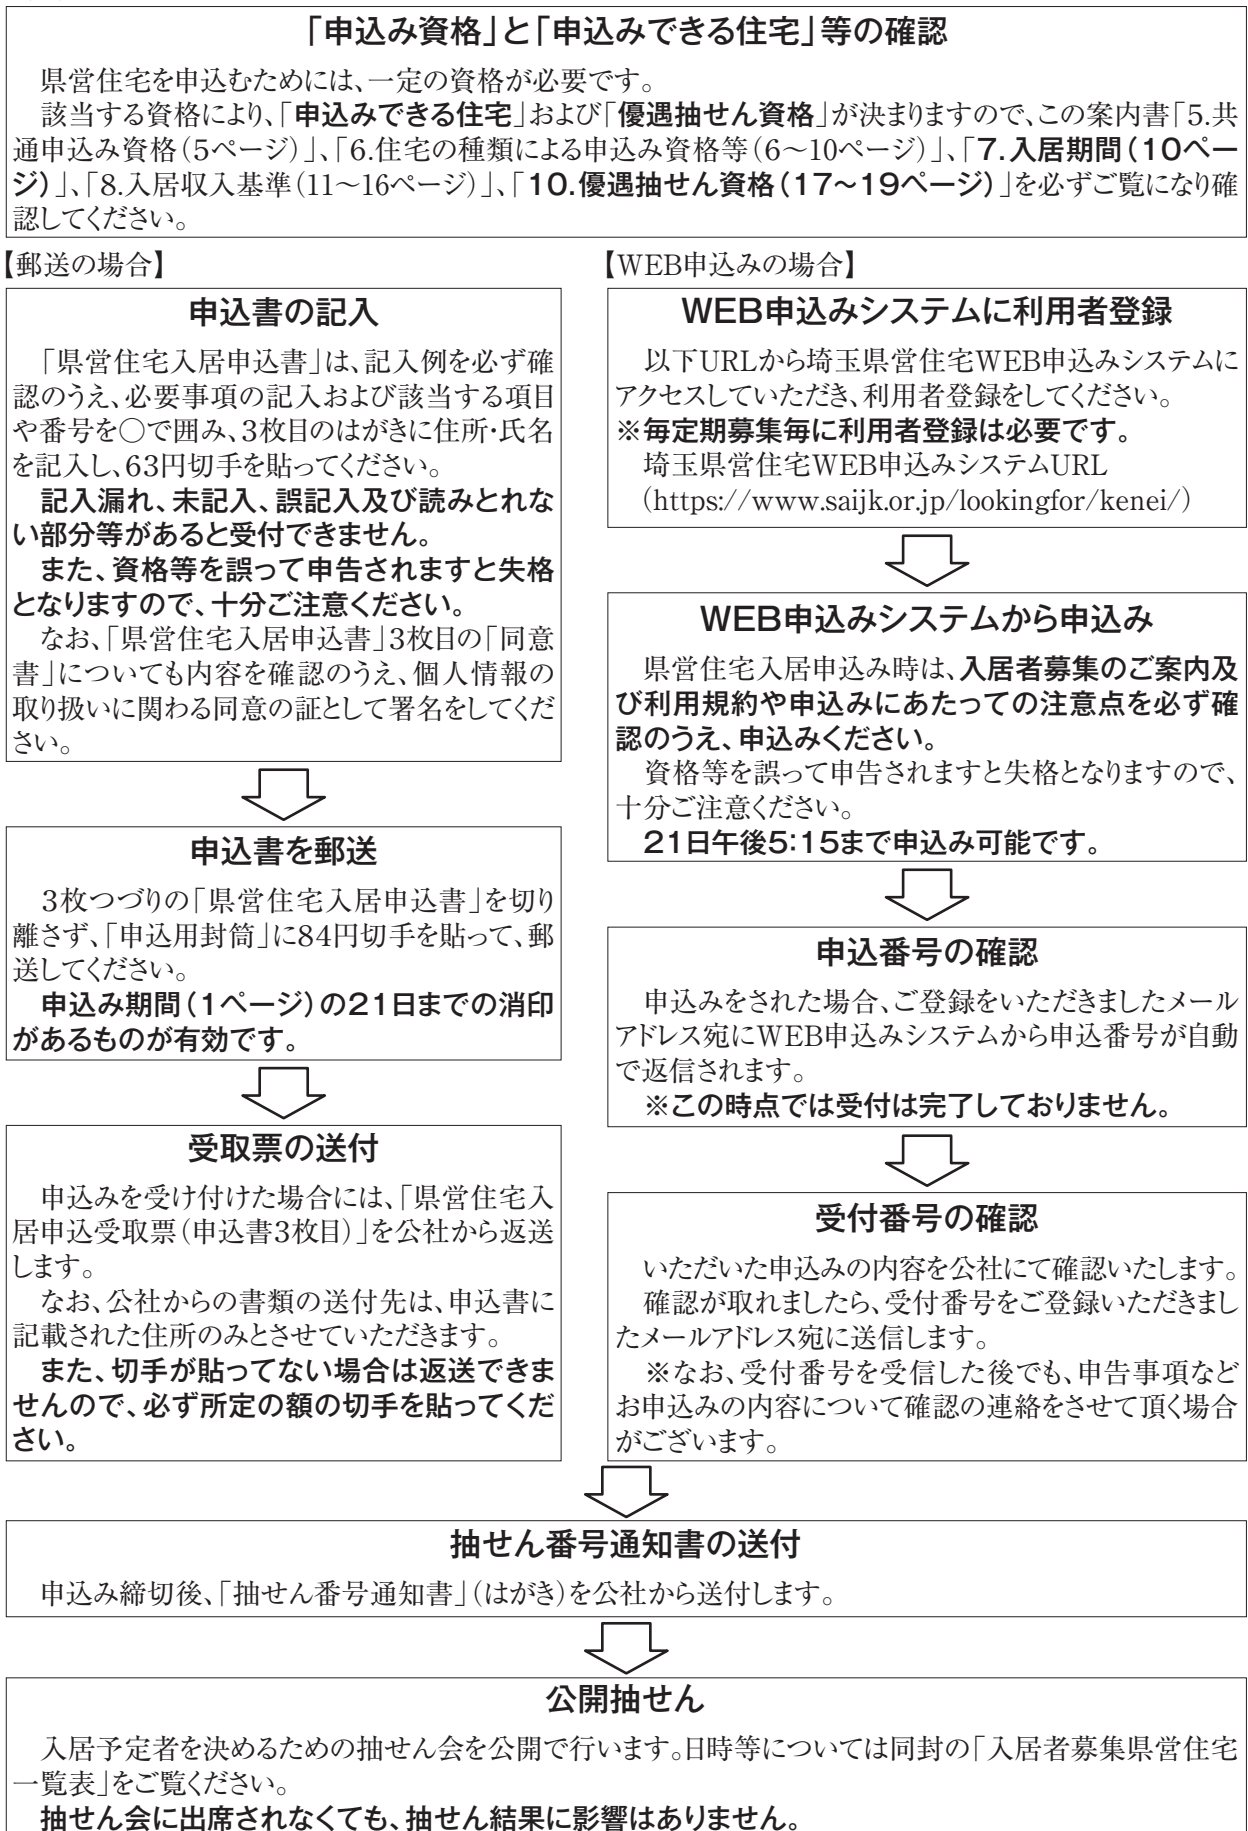 「申込み資格」と「申込みできる住宅」等の確認
県営住宅を申込むためには、一定の資格が必要です。
該当する資格により、「申込みできる住宅」および「優遇抽せん資格」が決まりますので、この案内書「5.共
通申込み資格（5ページ）」、「6.住宅の種類による申込み資格等（6〜10ページ）」、「7.入居期間（10ペー
ジ）」、「8.入居収入基準（11〜16ページ）」、「10.優遇抽せん資格（17〜19ページ）」を必ずご覧になり確
認してください。
【郵送の場合】
申込書の記入
「県営住宅入居申込書」は、記入例を必ず確
認のうえ、必要事項の記入および該当する項目
や番号を○で囲み、3枚目のはがきに住所・氏名
を記入し、63円切手を貼ってください。
記入漏れ、未記入、誤記入及び読みとれな
い部分等があると受付できません。
また、資格等を誤って申告されますと失格
となりますので、十分ご注意ください。
なお、「県営住宅入居申込書」3枚目の「同意
書」についても内容を確認のうえ、個人情報の
取り扱いに関わる同意の証として署名をしてくだ
さい。
申込書を郵送
3枚つづりの「県営住宅入居申込書」を切り
離さず、「申込用封筒」に84円切手を貼って、郵
送してください。
申込み期間（1ページ）の21日までの消印
があるものが有効です。
受取票の送付
申込みを受け付けた場合には、「県営住宅入
居申込受取票（申込書3枚目）」を公社から返送
します。
なお、公社からの書類の送付先は、申込書に
記載された住所のみとさせていただきます。
また、切手が貼ってない場合は返送できま
せんので、必ず所定の額の切手を貼ってくだ
さい。
【WEB申込みの場合】
WEB申込みシステムに利用者登録
以下URLから埼玉県営住宅WEB申込みシステムに
アクセスしていただき、利用者登録をしてください。
※毎定期募集毎に利用者登録は必要です。
埼玉県営住宅WEB申込みシステムURL
（https://www.saijk.or.jp/lookingfor/kenei/）
WEB申込みシステムから申込み
県営住宅入居申込み時は、入居者募集のご案内及
び利用規約や申込みにあたっての注意点を必ず確
認のうえ、申込みください。
資格等を誤って申告されますと失格となりますので、
十分ご注意ください。
21日午後5:15まで申込み可能です。
申込番号の確認
申込みをされた場合、ご登録をいただきましたメール
アドレス宛にWEB申込みシステムから申込番号が自動
で返信されます。
※この時点では受付は完了しておりません。
受付番号の確認
いただいた申込みの内容を公社にて確認いたします。
確認が取れましたら、受付番号をご登録いただきまし
たメールアドレス宛に送信します。
※なお、受付番号を受信した後でも、申告事項など
お申込みの内容について確認の連絡をさせて頂く場合
がございます。
抽せん番号通知書の送付
申込み締切後、「抽せん番号通知書」（はがき）を公社から送付します。
公開抽せん
入居予定者を決めるための抽せん会を公開で行います。日時等については同封の「入居者募集県営住宅
一覧表」をご覧ください。
抽せん会に出席されなくても、抽せん結果に影響はありません。